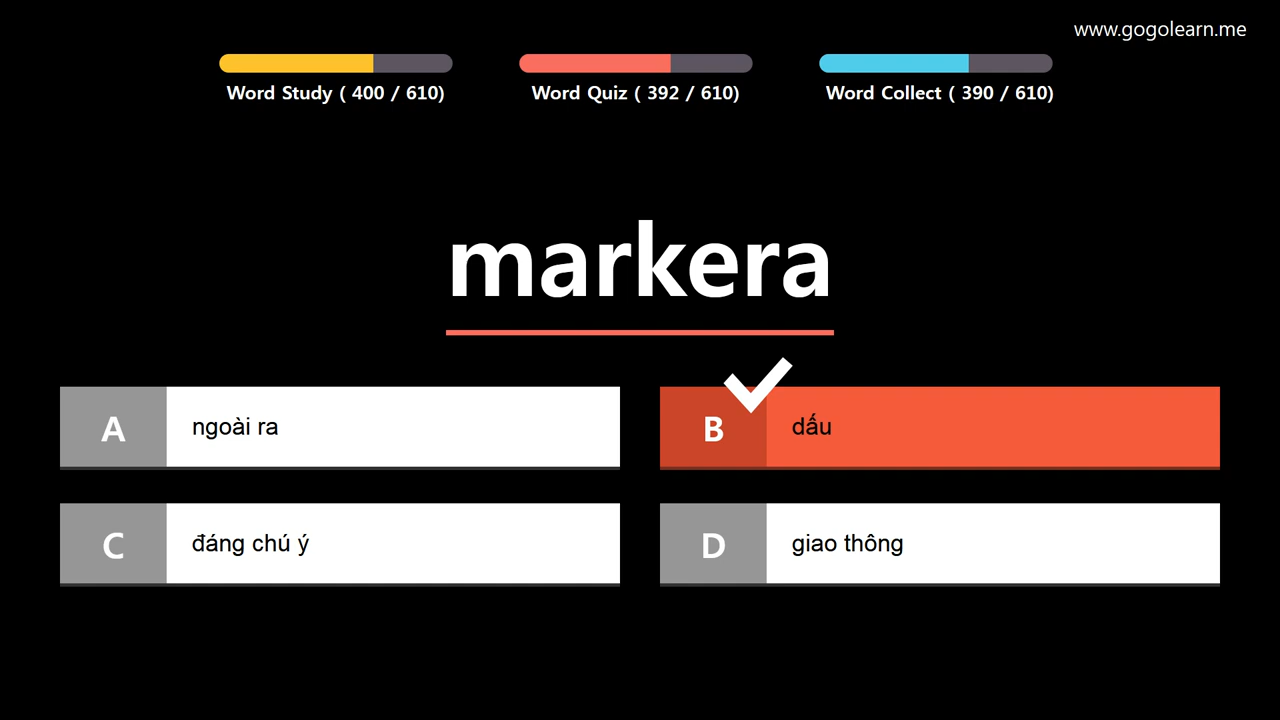 www.gogolearn.me
Word Study ( 400 / 610)
Word Quiz ( 392 / 610)
Word Collect ( 390 / 610)
markera
A ngoài ra
B dấu
C đáng chú ý
D giao thông